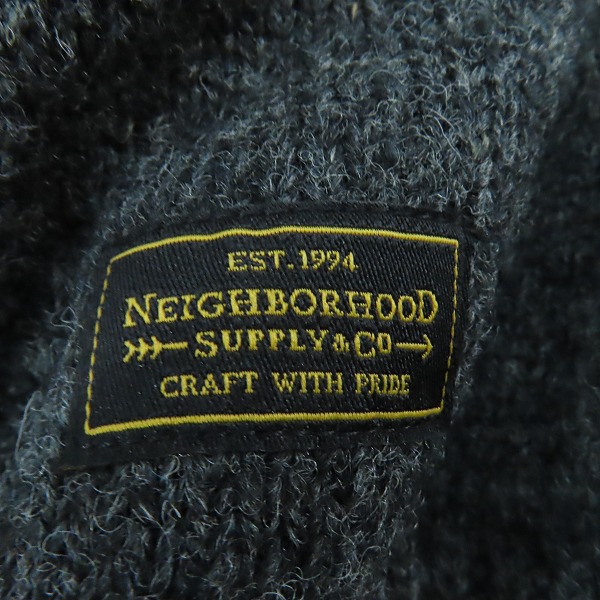 EST. 1994
NEIGHBORHOOD
SUPPLY & CO
CRAFT WITH PRIDE